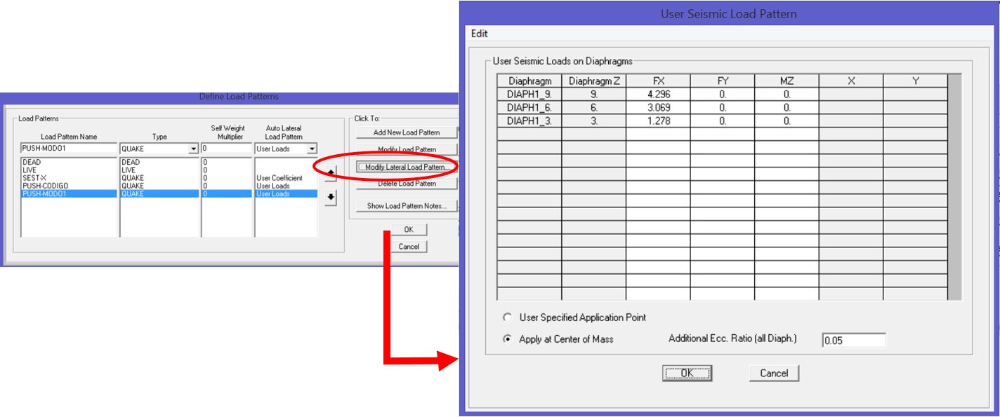 Define Load Patterns
Load Patterns
Click To:
Load Pattern Name Type Self Weight Multiplier Auto Lateral Load Pattern
PUSH-MODO1 QUAKE 0 User Loads
DEAD DEAD 0
LIVE LIVE 0
SEST-X QUAKE 0 User Coefficient
PUSH-CODIGO QUAKE 0 User Loads
PUSH-MODO1 QUAKE 0 User Loads
Add New Load Pattern
Modify Load Pattern
Modify Lateral Load Pattern...
Delete Load Pattern
Show Load Pattern Notes...
OK
Cancel
User Seismic Load Pattern
Edit
User Seismic Loads on Diaphragms
Diaphragm Diaphragm Z FX FY MZ X Y
DIAPH1_9. 9. 4.296 0. 0.
DIAPH1_6. 6. 3.069 0. 0.
DIAPH1_3. 3. 1.278 0. 0.
User Specified Application Point
Apply at Center of Mass Additional Ecc. Ratio (all Diaph.) 0.05
OK Cancel